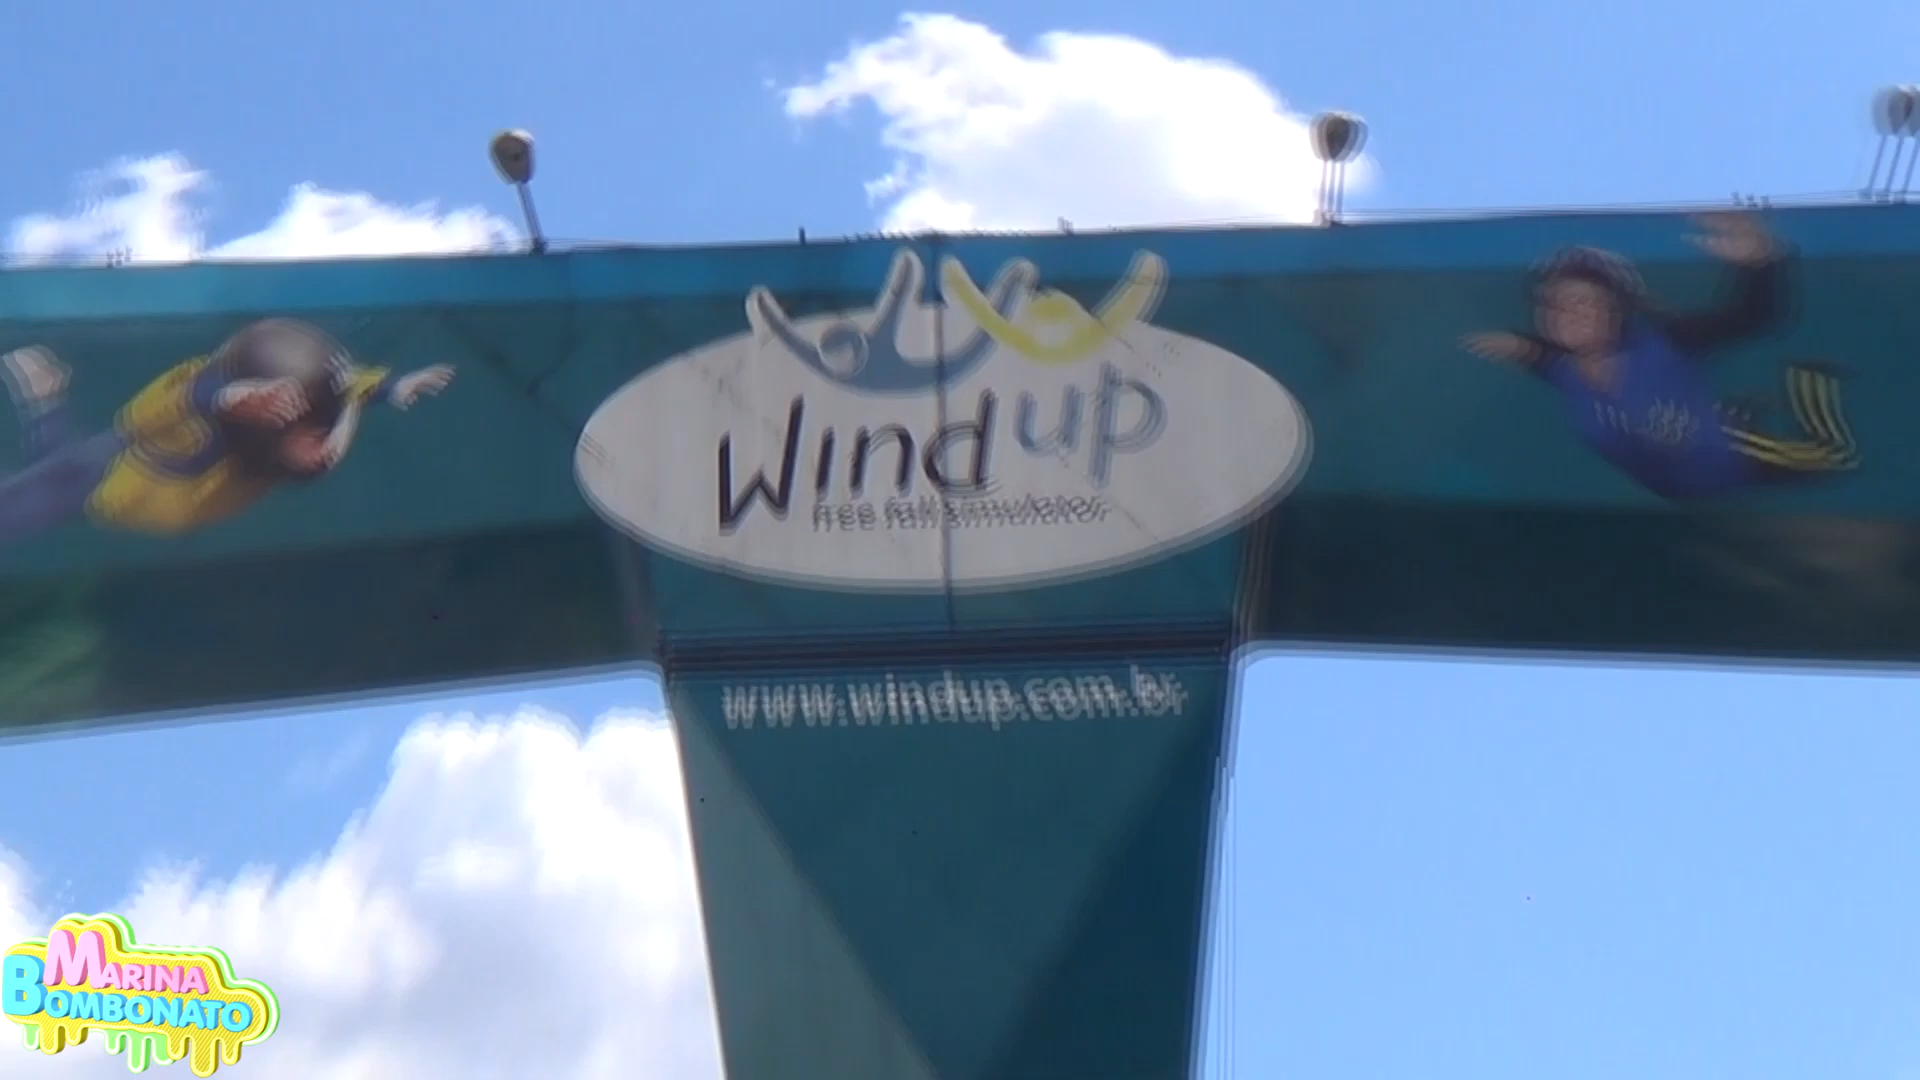 Wind up
free fall simulator
www.windup.com.br
MARINA
BOMBONATO